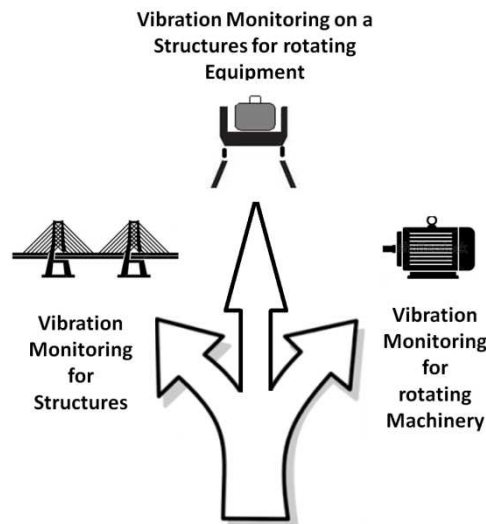 Vibration Monitoring on a
Structures for rotating
Equipment
Vibration
Monitoring
for
Structures
Vibration
Monitoring
for
rotating
Machinery